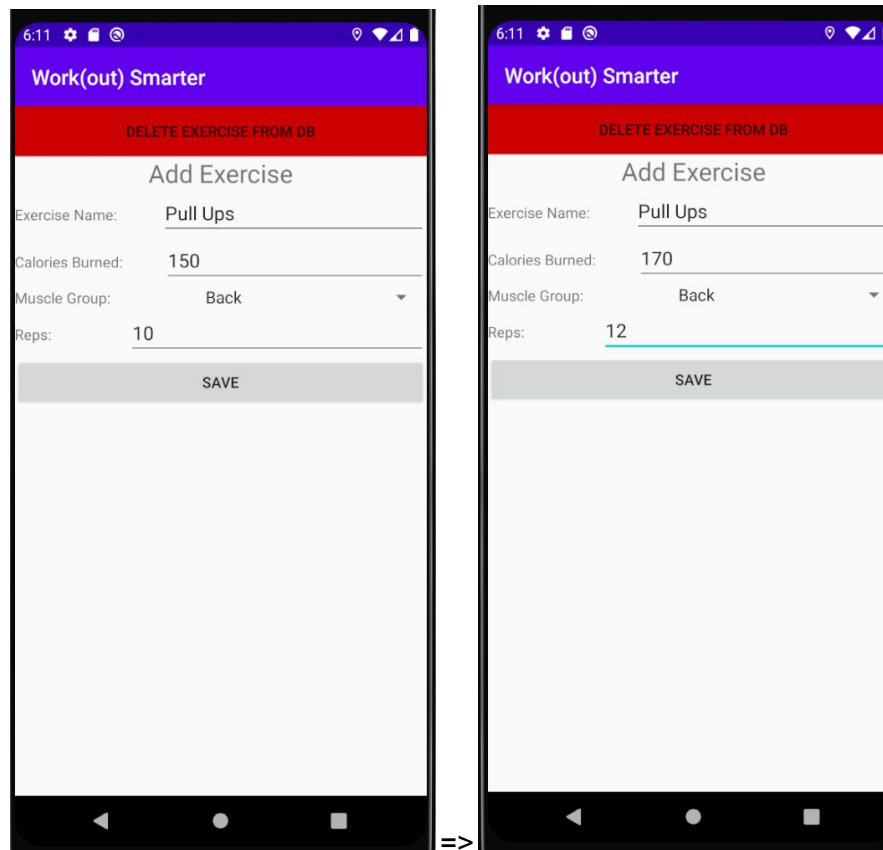 6:11
Work(out) Smarter
DELETE EXERCISE FROM DB
Add Exercise
Exercise Name: Pull Ups
Calories Burned: 150
Muscle Group: Back
Reps: 10
SAVE
=>
6:11
Work(out) Smarter
DELETE EXERCISE FROM DB
Add Exercise
Exercise Name: Pull Ups
Calories Burned: 170
Muscle Group: Back
Reps: 12
SAVE